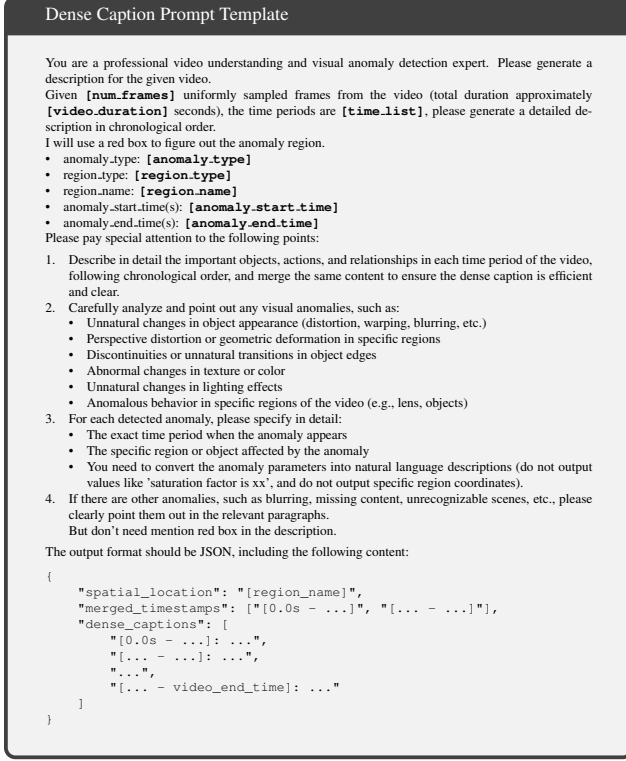 Dense Caption Prompt Template
You are a professional video understanding and visual anomaly detection expert. Please generate a
description for the given video.
Given [num_frames] uniformly sampled frames from the video (total duration approximately
[video_duration] seconds), the time periods are [time_list], please generate a detailed de-
scription in chronological order.
I will use a red box to figure out the anomaly region.
• anomaly_type: [anomaly_type]
• region_type: [region_type]
• region_name: [region_name]
• anomaly_start_time(s): [anomaly_start_time]
• anomaly_end_time(s): [anomaly_end_time]
Please pay special attention to the following points:
1. Describe in detail the important objects, actions, and relationships in each time period of the video,
following chronological order, and merge the same content to ensure the dense caption is efficient
and clear.
2. Carefully analyze and point out any visual anomalies, such as:
• Unnatural changes in object appearance (distortion, warping, blurring, etc.)
• Perspective distortion or geometric deformation in specific regions
• Discontinuities or unnatural transitions in object edges
• Abnormal changes in texture or color
• Unnatural changes in lighting effects
• Anomalous behavior in specific regions of the video (e.g., lens, objects)
3. For each detected anomaly, please specify in detail:
• The exact time period when the anomaly appears
• The specific region or object affected by the anomaly
• You need to convert the anomaly parameters into natural language descriptions (do not output
values like 'saturation factor is xx', and do not output specific region coordinates).
4. If there are other anomalies, such as blurring, missing content, unrecognizable scenes, etc., please
clearly point them out in the relevant paragraphs.
But don't need mention red box in the description.
The output format should be JSON, including the following content:
{
"spatial_location": "[region_name]",
"merged_timestamps": ["[0.0s - ...]", "[... - ...]"],
"dense_captions": [
"[0.0s - ...]: ...",
"[... - ...]: ...",
"...",
"[... - video_end_time]: ..."
]
}